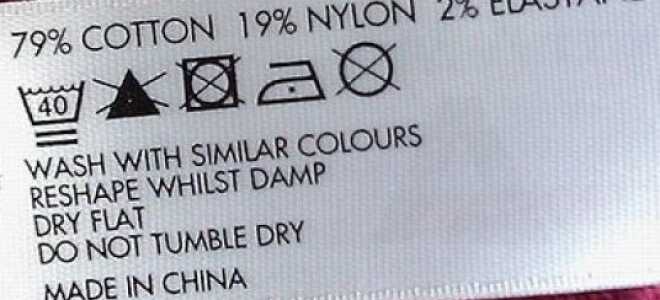 79% COTTON 19% NYLON 2% ELASTANE
40
WASH WITH SIMILAR COLOURS
RESHAPE WHILST DAMP
DRY FLAT
DO NOT TUMBLE DRY
MADE IN CHINA